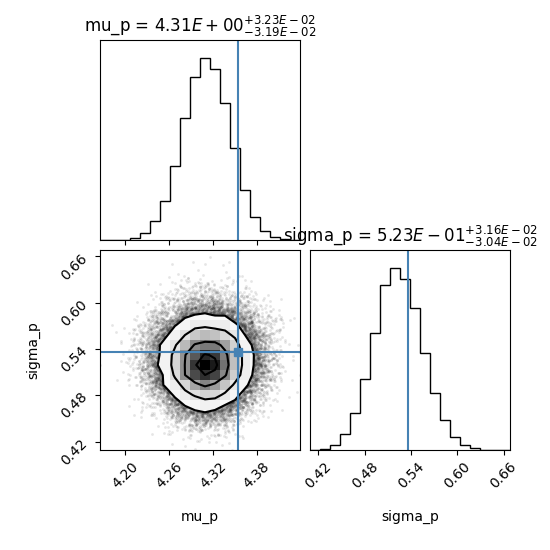 mu_p = 4.31E+00+3.23E−02 −3.19E−02
sigma_p = 5.23E−01+3.16E−02 −3.04E−02
0.66
0.60
0.54
0.48
0.42
sigma_p
4.20 4.26 4.32 4.38
mu_p
0.42 0.48 0.54 0.60 0.66
sigma_p